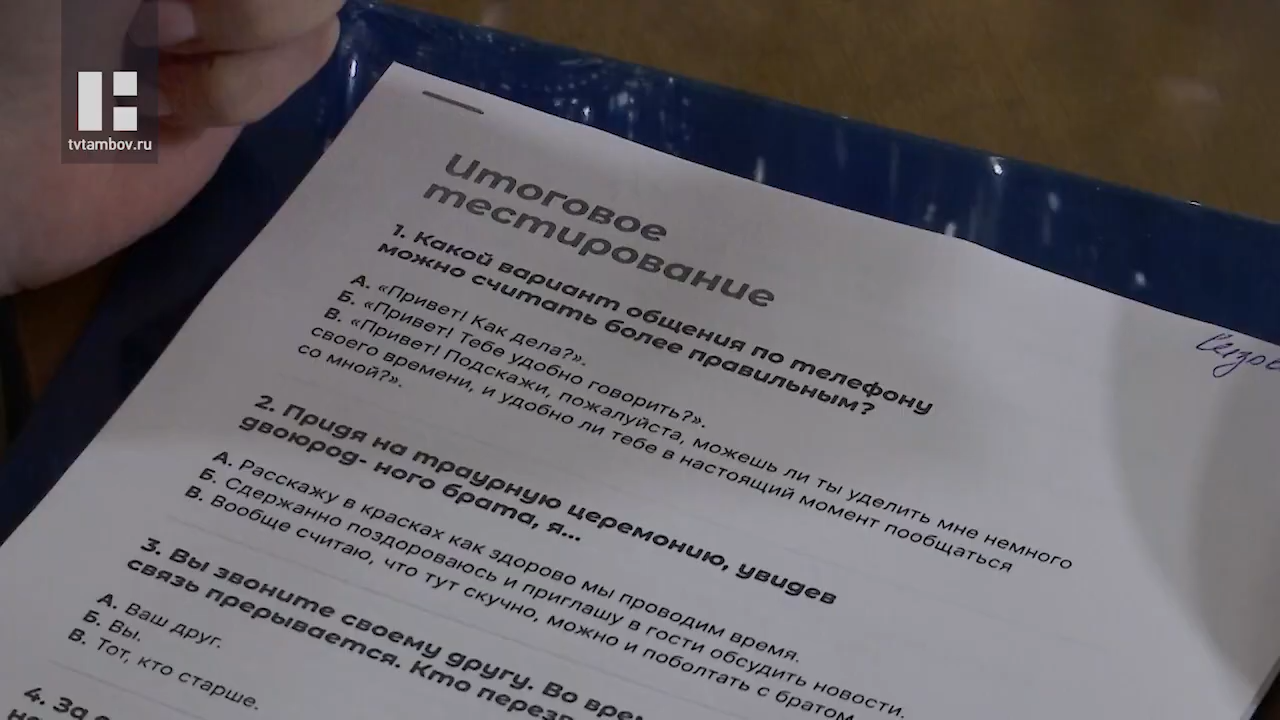 tvtambov.ru
Итоговое
тестирование
1. Какой вариант общения по телефону
можно считать более правильным?
А. «Привет! Как дела?».
Б. «Привет! Тебе удобно говорить?».
В. «Привет! Подскажи, пожалуйста, можешь ли ты уделить мне немного
своего времени, и удобно ли тебе в настоящий момент пообщаться
со мной?».
2. Придя на траурную церемонию, увидев
двоюрод- ного брата, я...
А. Расскажу в красках как здорово мы проводим время.
Б. Сдержанно поздороваюсь и приглашу в гости обсудить новости.
В. Вообще считаю, что тут скучно, можно и поболтать с братом
3. Вы звоните своему другу. Во
связь прерывается. Кто
А. Ваш друг.
Б. Вы.
В. Тот, кто старше.
4. За